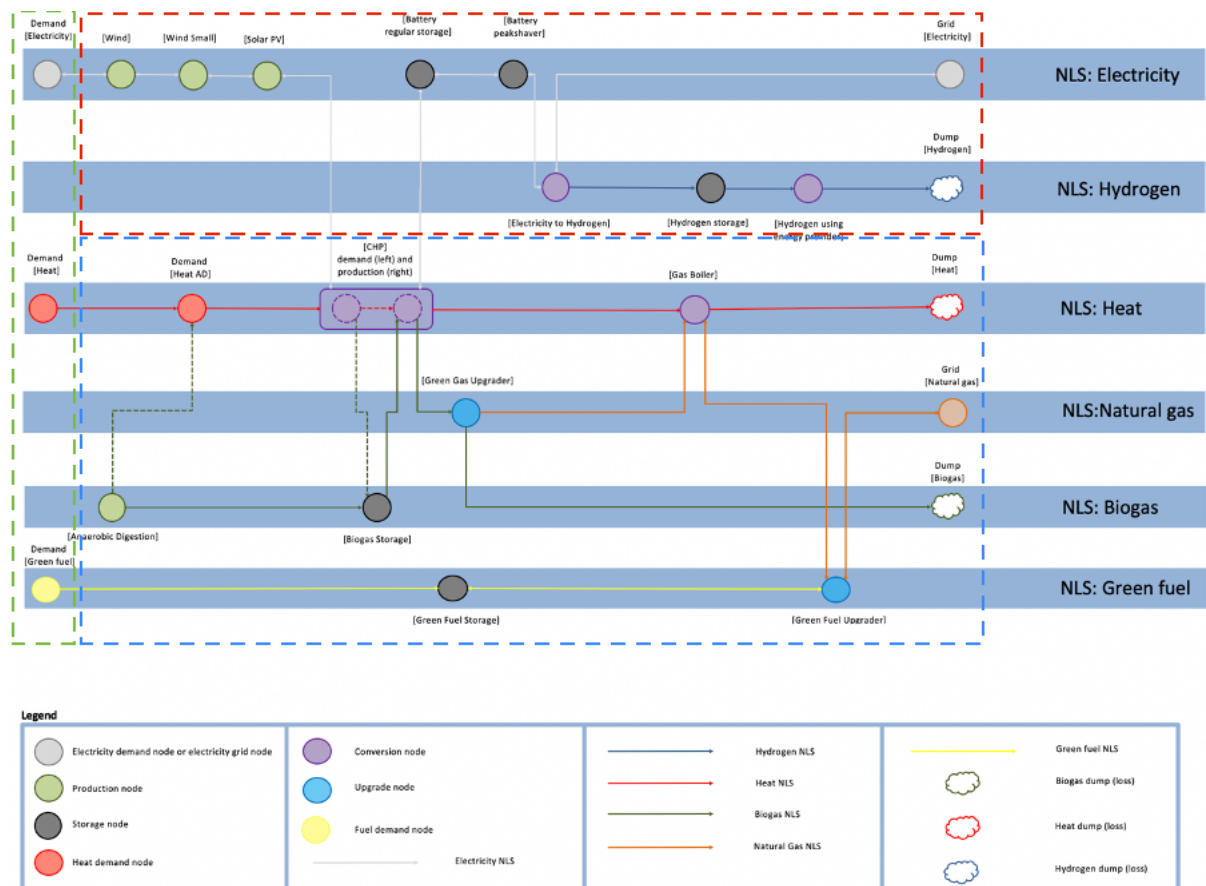 Demand
[Electricity]
[Wind]
[Wind Small]
[Solar PV]
[Battery
regular storage]
[Battery
peakshaver]
Grid
[Electricity]
NLS: Electricity
Dump
[Hydrogen]
NLS: Hydrogen
[Electricity to Hydrogen]
[Hydrogen storage]
[Hydrogen using
energy provider]
Demand
[Heat]
Demand
[Heat AD]
[CHP]
demand (left) and
production (right)
[Gas Boiler]
Dump
[Heat]
NLS: Heat
[Green Gas Upgrader]
Grid
[Natural gas]
NLS:Natural gas
Dump
[Biogas]
NLS: Biogas
[Anaerobic Digestion]
[Biogas Storage]
Demand
[Green fuel]
NLS: Green fuel
[Green Fuel Storage]
[Green Fuel Upgrader]
Legend
Electricity demand node or electricity grid node
Production node
Storage node
Heat demand node
Conversion node
Upgrade node
Fuel demand node
Electricity NLS
Hydrogen NLS
Heat NLS
Biogas NLS
Natural Gas NLS
Green fuel NLS
Biogas dump (loss)
Heat dump (loss)
Hydrogen dump (loss)